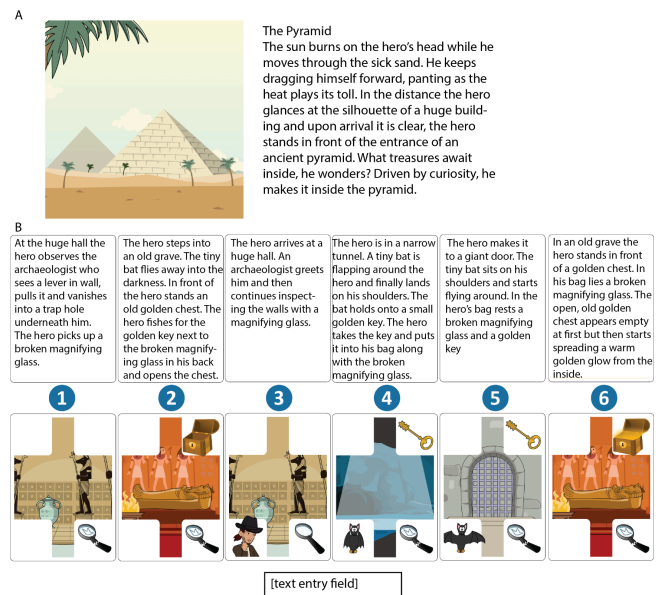 A
The Pyramid
The sun burns on the hero's head while he
moves through the sick sand. He keeps
dragging himself forward, panting as the
heat plays its toll. In the distance the hero
glances at the silhouette of a huge build-
ing and upon arrival it is clear, the hero
stands in front of the entrance of an
ancient pyramid. What treasures await
inside, he wonders? Driven by curiosity, he
makes it inside the pyramid.
B
At the huge hall the
hero observes the
archaeologist who
sees a lever in wall,
pulls it and vanishes
into a trap hole
underneath him.
The hero picks up a
broken magnifying
glass.
The hero steps into
an old grave. The tiny
bat flies away into the
darkness. In front of
the hero stands an
old golden chest. The
hero fishes for the
golden key next to
the broken magnify-
ing glass in his back
and opens the chest.
The hero arrives at a
huge hall. An
archaeologist greets
him and then
continues inspect-
ing the walls with a
magnifying glass.
The hero is in a narrow
tunnel. A tiny bat is
flapping around the
hero and finally lands
on his shoulders. The
bat holds onto a small
golden key. The hero
takes the key and puts
it into his bag along
with the broken
magnifying glass.
The hero makes it
to a giant door. The
tiny bat sits on his
shoulders and starts
flying around. In the
hero's bag rests a
broken magnifying
glass and a golden
key
In an old grave the
hero stands in front
of a golden chest. In
his bag lies a broken
magnifying glass. The
open, old golden
chest appears empty
at first but then starts
spreading a warm
golden glow from the
inside.
1
2
3
4
5
6
[text entry field]